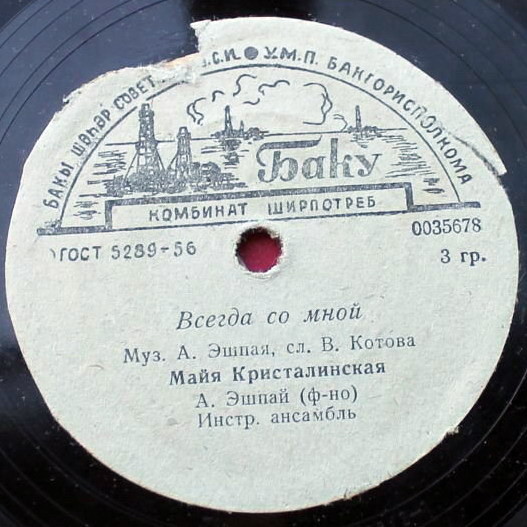 БАКЫ ШӘҺӘР СОВЕТ С.И. ● У.М.П. БАКГОРИСПОЛКОМА
Баку
КОМБИНАТ ШИРПОТРЕБ
ГОСТ 5289-56
0035678
3 гр.
Всегда со мной
Муз. А. Эшпая, сл. В. Котова
Майя Кристалинская
А. Эшпай (ф-но)
Инстр. ансамбль